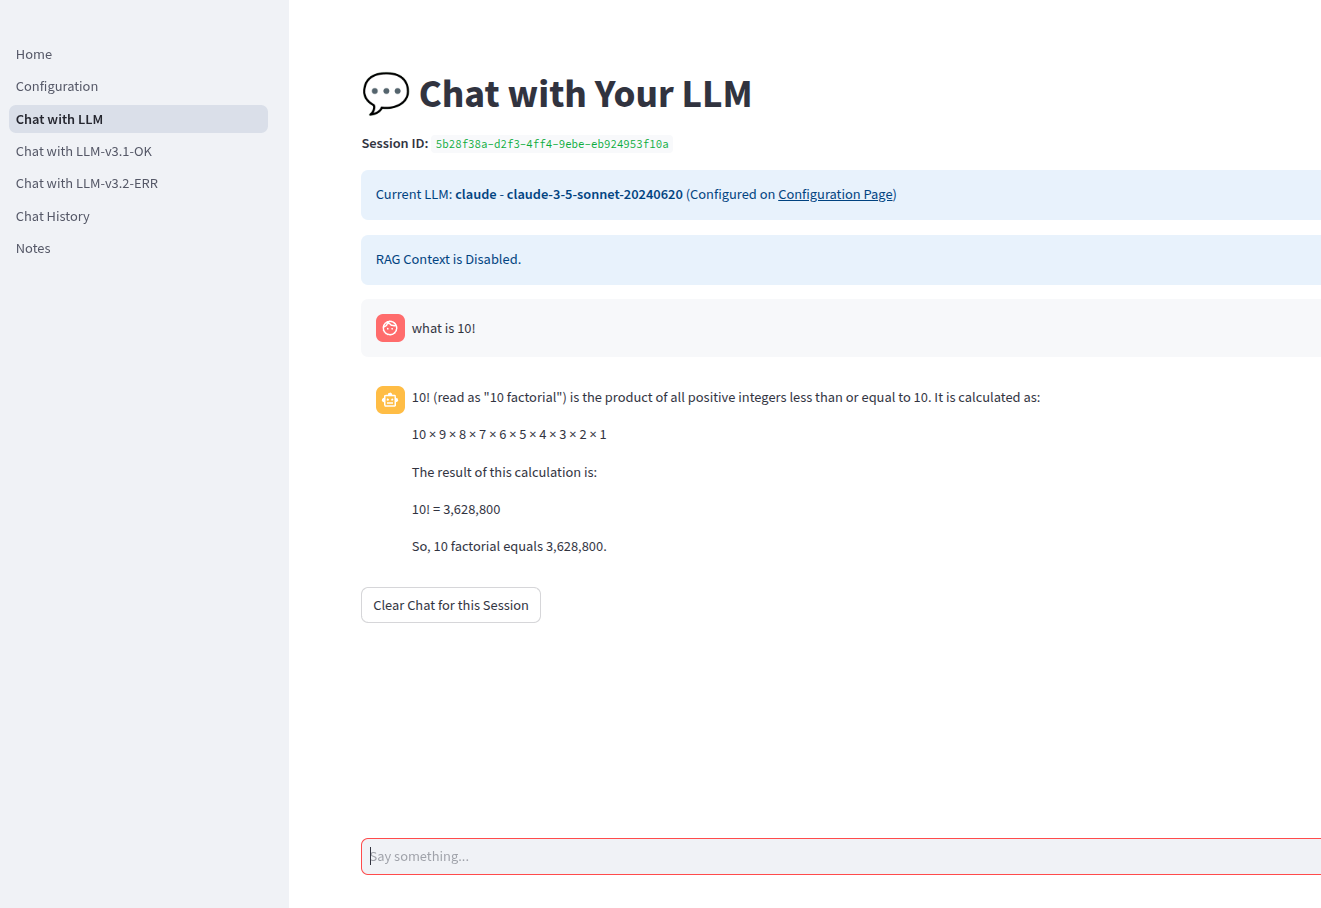 Home
Configuration
Chat with LLM
Chat with LLM-v3.1-OK
Chat with LLM-v3.2-ERR
Chat History
Notes
💬 Chat with Your LLM
Session ID: 5b28f38a-d2f3-4ff4-9ebe-eb924953f10a
Current LLM: claude - claude-3-5-sonnet-20240620 (Configured on Configuration Page)
RAG Context is Disabled.
what is 10!
10! (read as "10 factorial") is the product of all positive integers less than or equal to 10. It is calculated as:
10 × 9 × 8 × 7 × 6 × 5 × 4 × 3 × 2 × 1
The result of this calculation is:
10! = 3,628,800
So, 10 factorial equals 3,628,800.
Clear Chat for this Session
Say something...